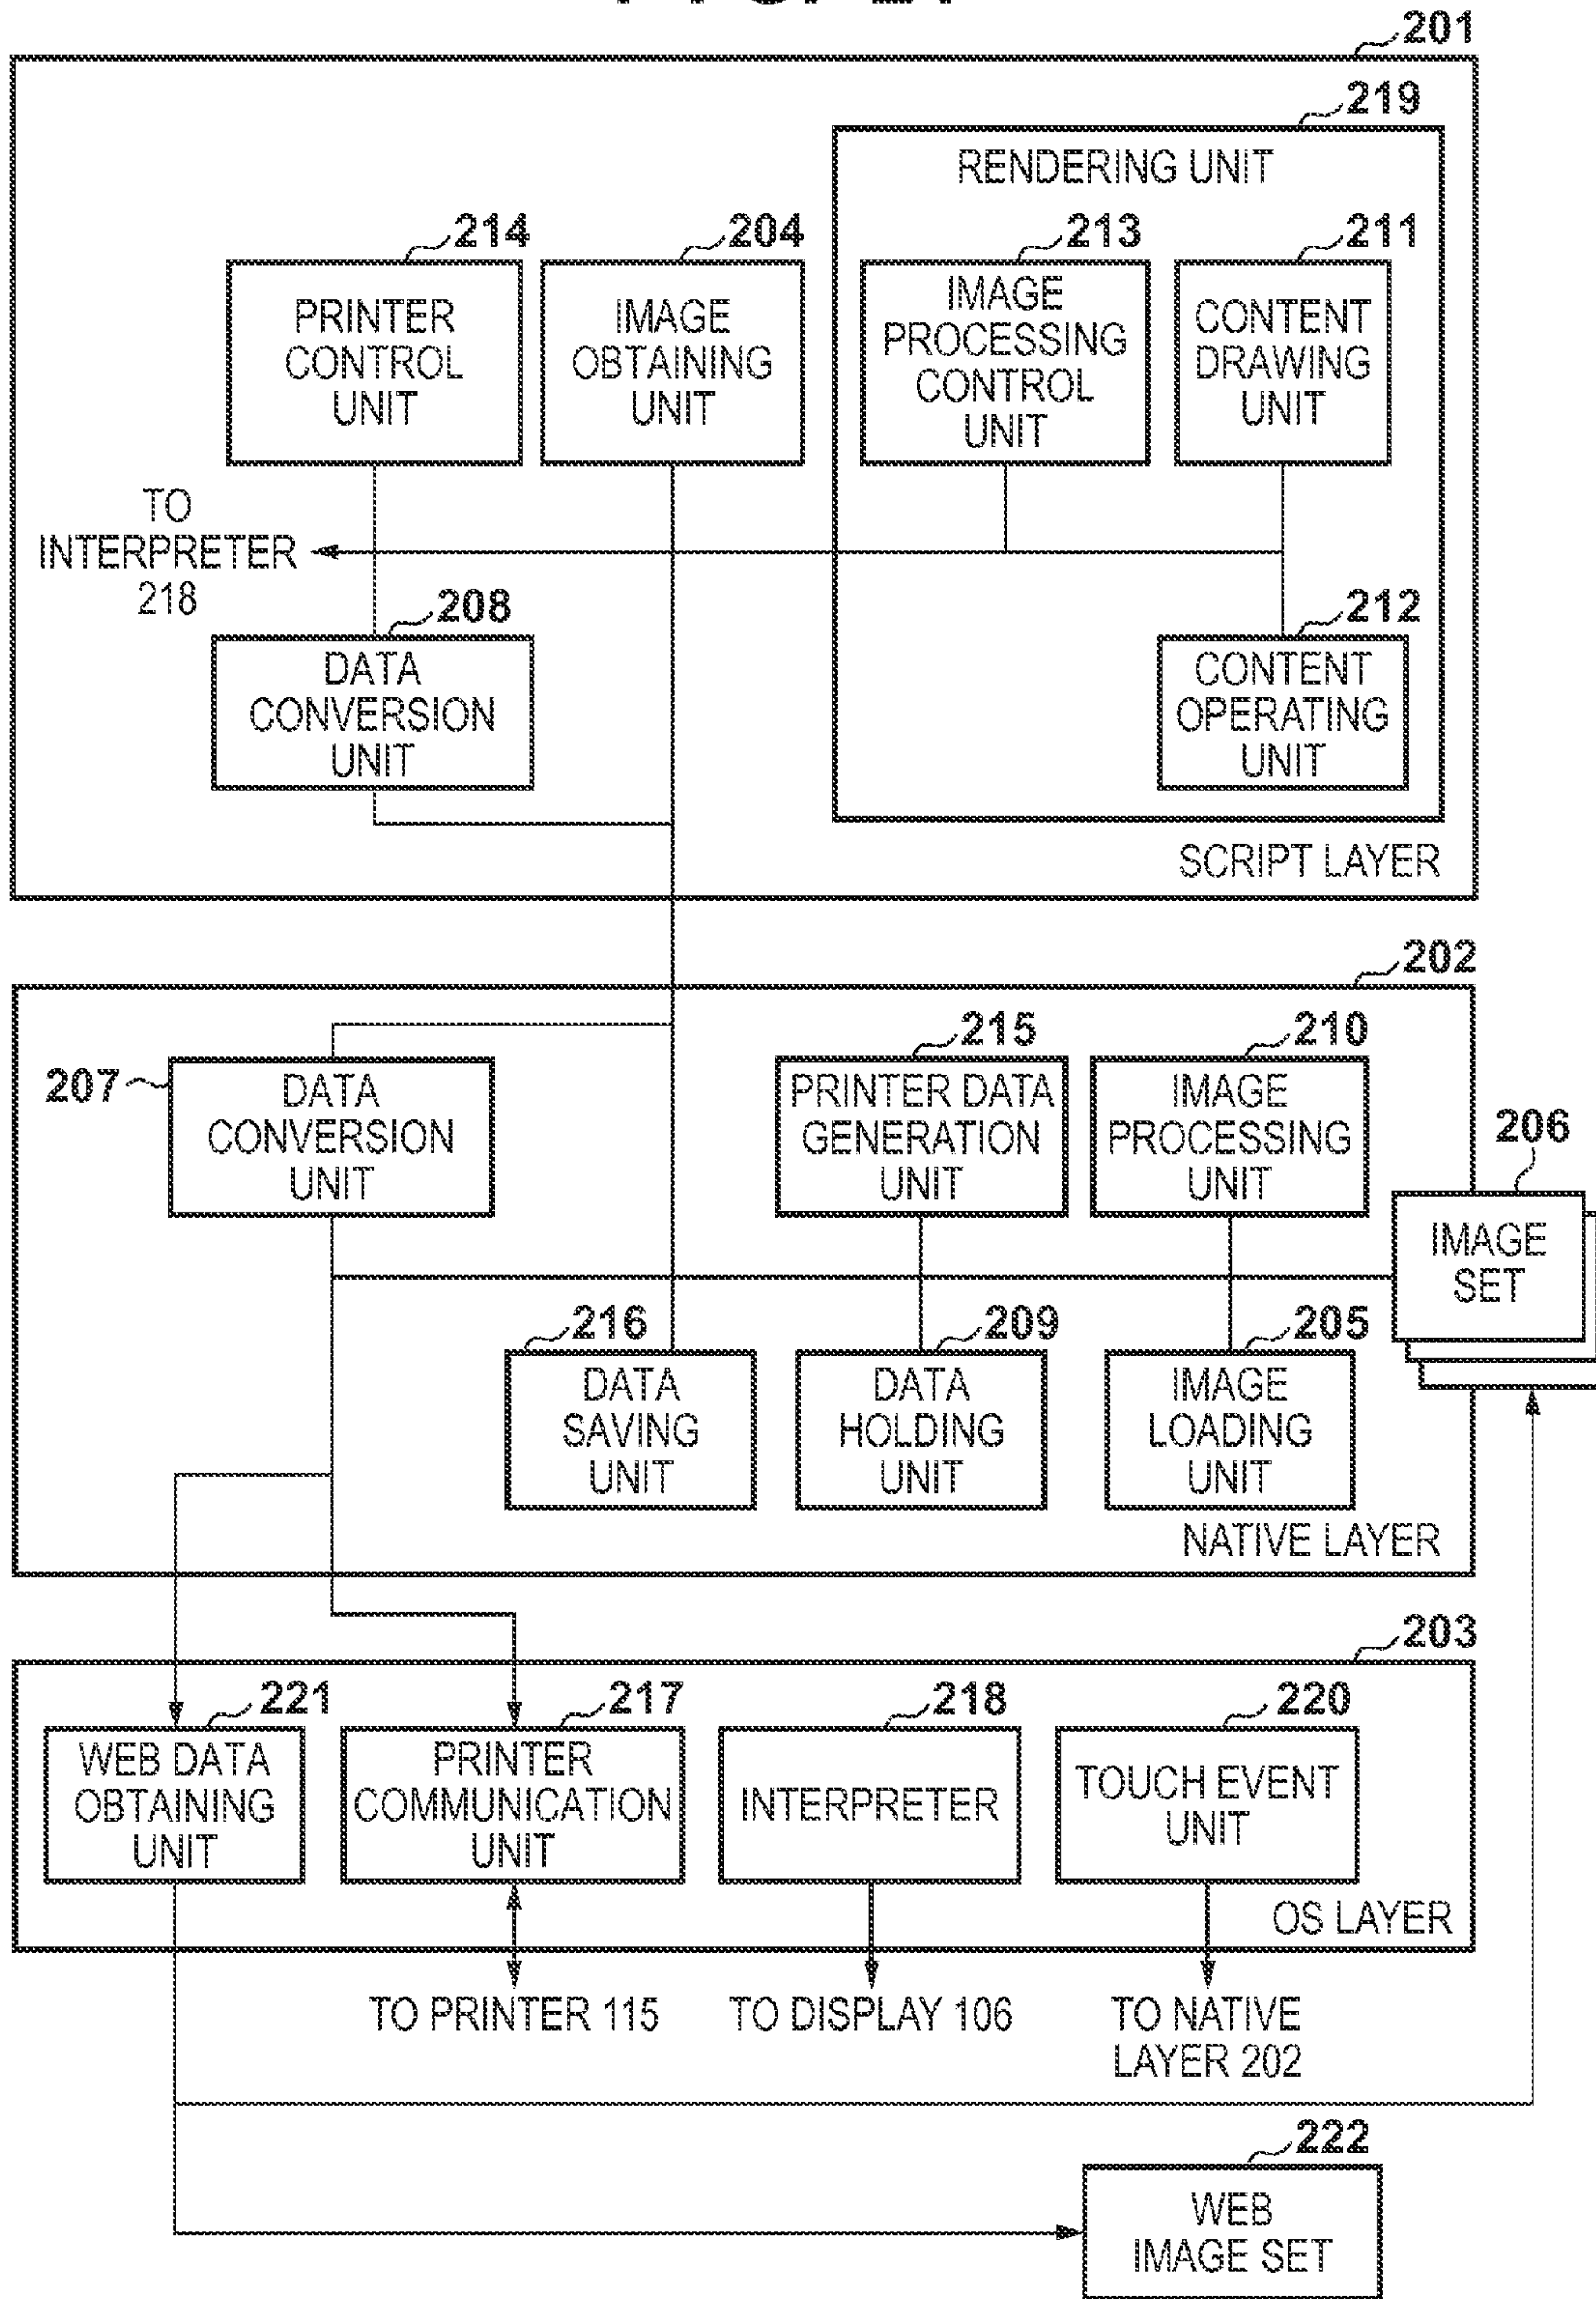 201
219
RENDERING UNIT
214
204
213
211
PRINTER
CONTROL
UNIT
IMAGE
OBTAINING
UNIT
IMAGE
PROCESSING
CONTROL
UNIT
CONTENT
DRAWING
UNIT
TO
INTERPRETER
218
208
212
DATA
CONVERSION
UNIT
CONTENT
OPERATING
UNIT
SCRIPT LAYER
202
215
210
207
DATA
CONVERSION
UNIT
PRINTER DATA
GENERATION
UNIT
IMAGE
PROCESSING
UNIT
206
IMAGE
SET
216
209
205
DATA
SAVING
UNIT
DATA
HOLDING
UNIT
IMAGE
LOADING
UNIT
NATIVE LAYER
203
221
217
218
220
WEB DATA
OBTAINING
UNIT
PRINTER
COMMUNICATION
UNIT
INTERPRETER
TOUCH EVENT
UNIT
OS LAYER
TO PRINTER 115
TO DISPLAY 106
TO NATIVE
LAYER 202
222
WEB
IMAGE SET